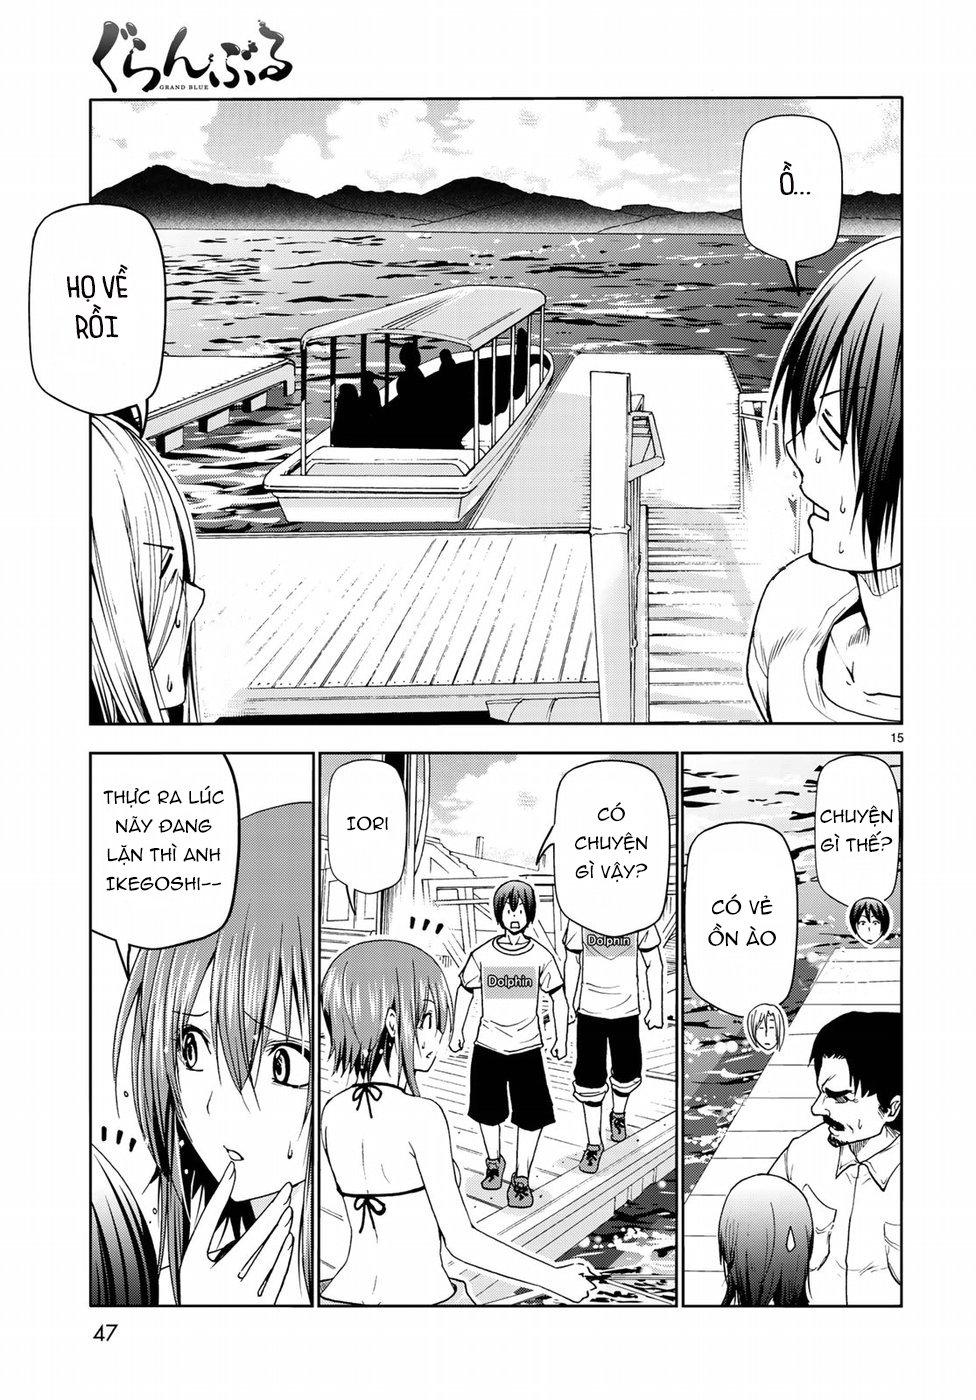 ぐらんぶる
GRAND BLUE
Ồ...
HỌ VỀ
RỒI
15
CHUYỆN
GÌ THẾ?
CÓ VẺ
ỒN ÀO
CÓ
CHUYỆN
GÌ VẬY?
IORI
Dolphin
Dolphin
THỰC RA LÚC
NÃY ĐANG
LẶN THÌ ANH
IKEGOSHI--
47